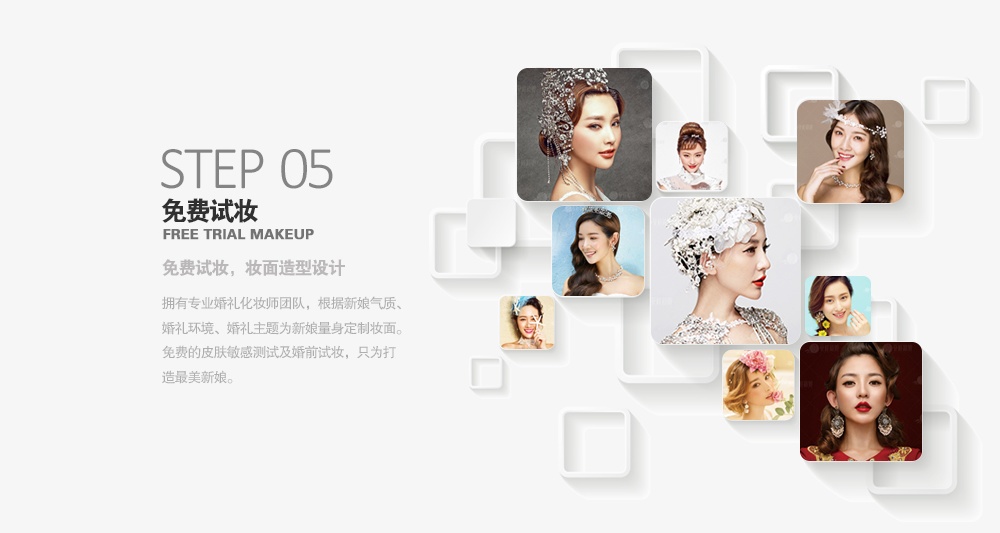 STEP 05
免费试妆
FREE TRIAL MAKEUP
免费试妆，妆面造型设计
拥有专业婚礼化妆师团队，根据新娘气质、
婚礼环境、婚礼主题为新娘量身定制妆面。
免费的皮肤敏感测试及婚前试妆，只为打
造最美新娘。